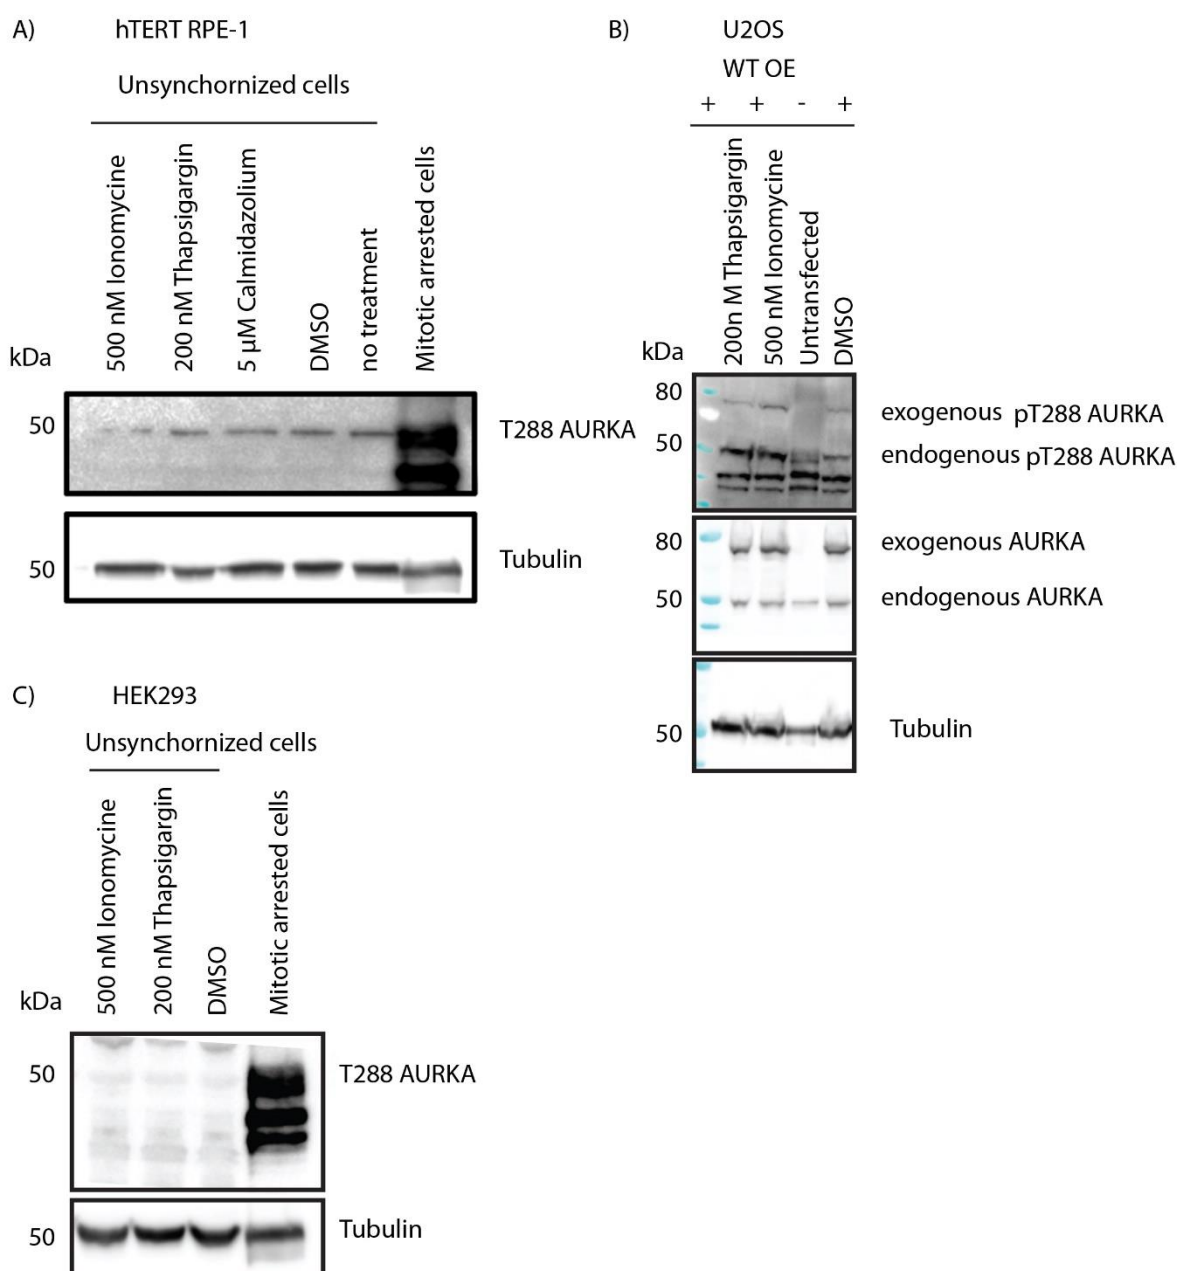 A) hTERT RPE-1
Unsynchornized cells
500 nM Ionomycine
200 nM Thapsigargin
5 µM Calmidazolium
DMSO
no treatment
Mitotic arrested cells
kDa
50
T288 AURKA
50
Tubulin
B) U2OS
WT OE
+ + - +
200n M Thapsigargin
500 nM Ionomycine
Untransfected
DMSO
kDa
80
exogenous pT288 AURKA
50
endogenous pT288 AURKA
80
exogenous AURKA
50
endogenous AURKA
50
Tubulin
C) HEK293
Unsynchornized cells
500 nM Ionomycine
200 nM Thapsigargin
DMSO
Mitotic arrested cells
kDa
50
T288 AURKA
50
Tubulin